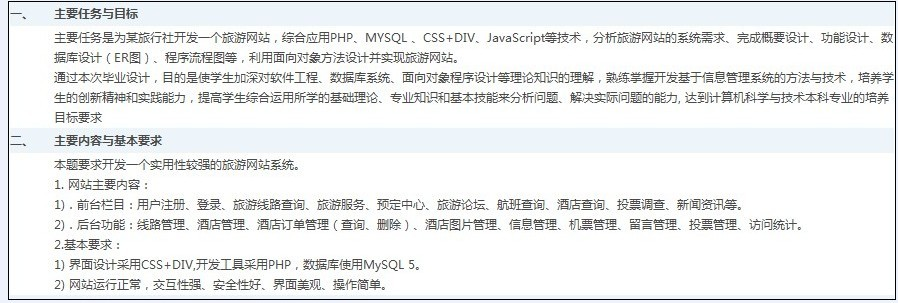 一、 主要任务与目标
主要任务是为某旅行社开发一个旅游网站，综合应用PHP、MYSQL 、CSS+DIV、JavaScript等技术，分析旅游网站的系统需求、完成概要设计、功能设计、数
据库设计（ER图）、程序流程图等，利用面向对象方法设计并实现旅游网站。
通过本次毕业设计，目的是使学生加深对软件工程、数据库系统、面向对象程序设计等理论知识的理解，熟练掌握开发基于信息管理系统的方法与技术，培养学
生的创新精神和实践能力，提高学生综合运用所学的基础理论、专业知识和基本技能来分析问题、解决实际问题的能力, 达到计算机科学与技术本科专业的培养
目标要求
二、 主要内容与基本要求
本题要求开发一个实用性较强的旅游网站系统。
1. 网站主要内容：
1)．前台栏目：用户注册、登录、旅游线路查询、旅游服务、预定中心、旅游论坛、航班查询、酒店查询、投票调查、新闻资讯等。
2)．后台功能：线路管理、酒店管理、酒店订单管理（查询、删除）、酒店图片管理、信息管理、机票管理、留言管理、投票管理、访问统计。
2.基本要求：
1) 界面设计采用CSS+DIV,开发工具采用PHP，数据库使用MySQL 5。
2) 网站运行正常，交互性强、安全性好、界面美观、操作简单。